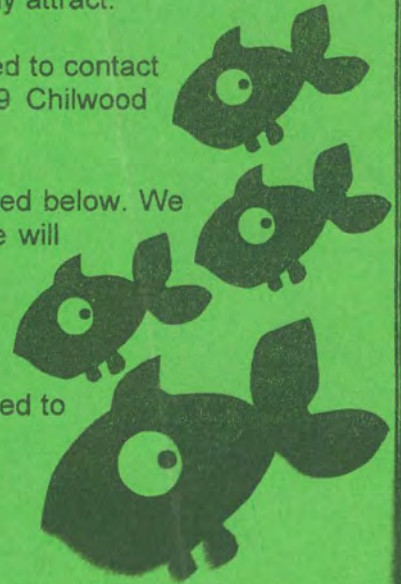 y attract.
ed to contact
9 Chilwood
ed below. We
e will
ed to